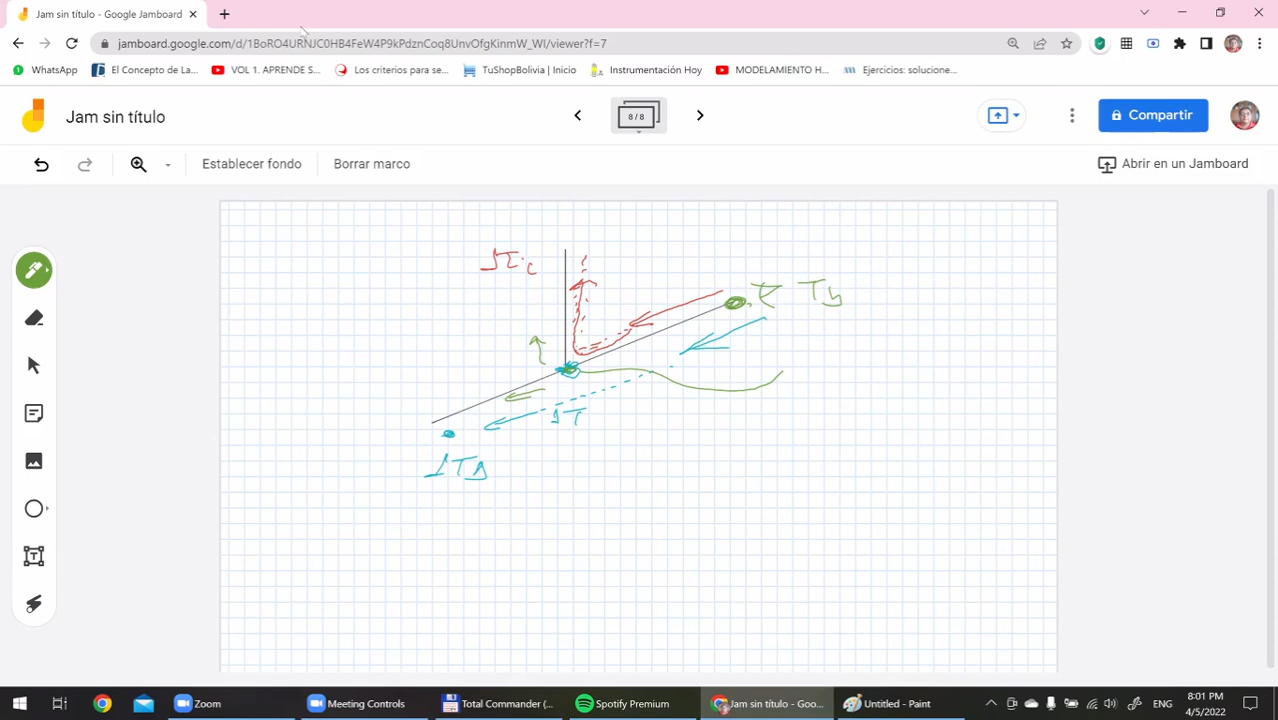 Jam sin título - Google Jamboard
jamboard.google.com/d/1BoRO4URNJC0HB4FeW4P9kPdznCoq8UnvOfgKinmW_WI/viewer?f=7
WhatsApp El Concepto de La... VOL 1. APRENDE S... Los criterios para se... TuShopBolivia | Inicio Instrumentación Hoy MODELAMIENTO H... Ejercicios: solucione...
Jam sin título
8 / 8
Compartir
Establecer fondo Borrar marco
Abrir en un Jamboard
Zoom Meeting Controls Total Commander (... Spotify Premium Jam sin título - Goo... Untitled - Paint
ENG
8:01 PM
4/5/2022